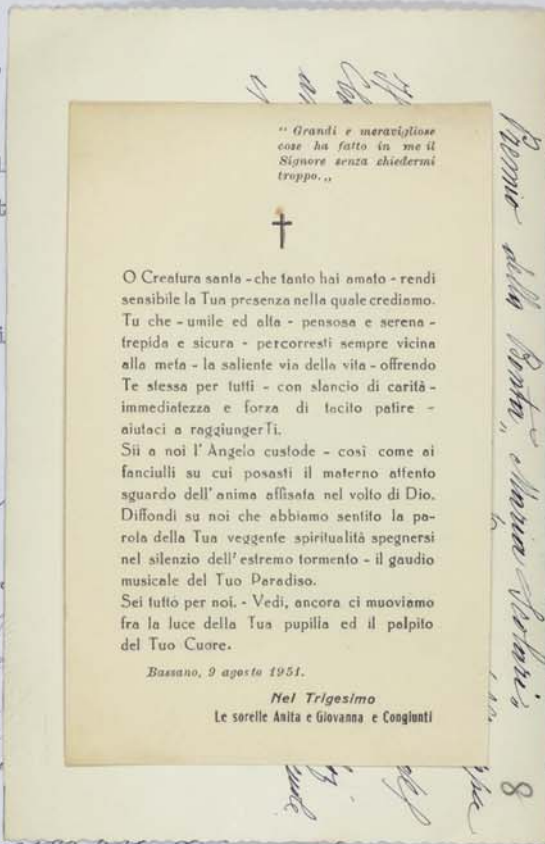 „ Grandi e meravigliose
cose ha fatto in me il
Signore senza chiedermi
troppo. „
O Creatura santa - che tanto hai amato - rendi
sensibile la Tua presenza nella quale crediamo.
Tu che - umile ed alta - pensosa e serena -
trepida e sicura - percorresti sempre vicina
alla meta - la saliente via della vita - offrendo
Te stessa per tutti - con slancio di carità -
immediatezza e forza di tacito patire -
aiutaci a raggiungerTi.
Sii a noi l' Angelo custode - così come ai
fanciulli su cui posasti il materno attento
sguardo dell' anima affisata nel volto di Dio.
Diffondi su noi che abbiamo sentito la pa-
rola della Tua veggente spiritualità spegnersi
nel silenzio dell' estremo tormento - il gaudio
musicale del Tuo Paradiso.
Sei tutto per noi. - Vedi, ancora ci muoviamo
fra la luce della Tua pupilla ed il palpito
del Tuo Cuore.
Bassano, 9 agosto 1951.
Nel Trigesimo
Le sorelle Anita e Giovanna e Congiunti
Premio della Bontà „ Maria Scolari „
8